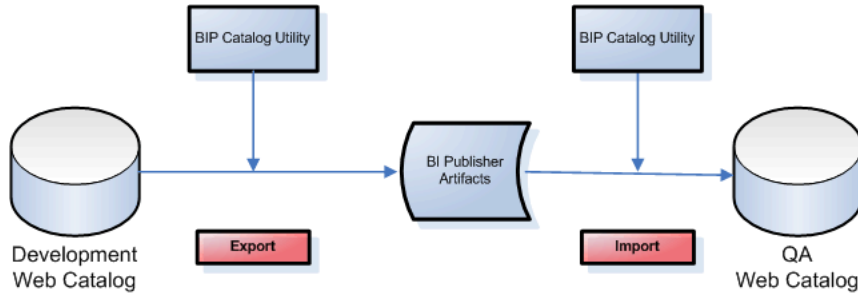 BIP Catalog Utility
BIP Catalog Utility
BI Publisher
Artifacts
Export
Import
Development
Web Catalog
QA
Web Catalog